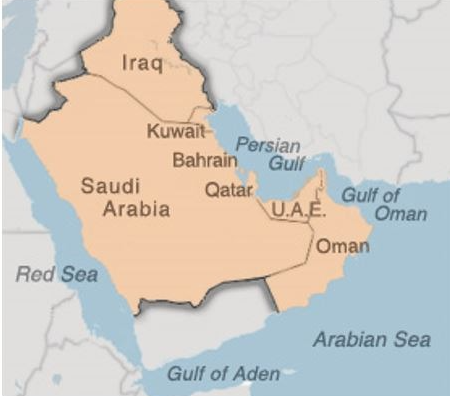 Iraq
Kuwait
Persian
Gulf
Bahrain
Saudi
Arabia
Qatar
U.A.E.
Gulf of
Oman
Oman
Red Sea
Arabian Sea
Gulf of Aden